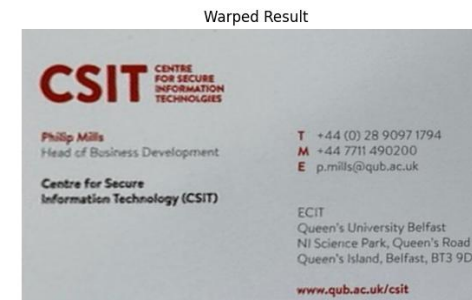 Warped Result
CSIT
CENTRE
FOR SECURE
INFORMATION
TECHNOLGIES
Philip Mills
Head of Business Development
Centre for Secure
Information Technology (CSIT)
T +44 (0) 28 9097 1794
M +44 7711 490200
E p.mills@qub.ac.uk
ECIT
Queen's University Belfast
NI Science Park, Queen's Road
Queen's Island, Belfast, BT3 9D
www.qub.ac.uk/csit